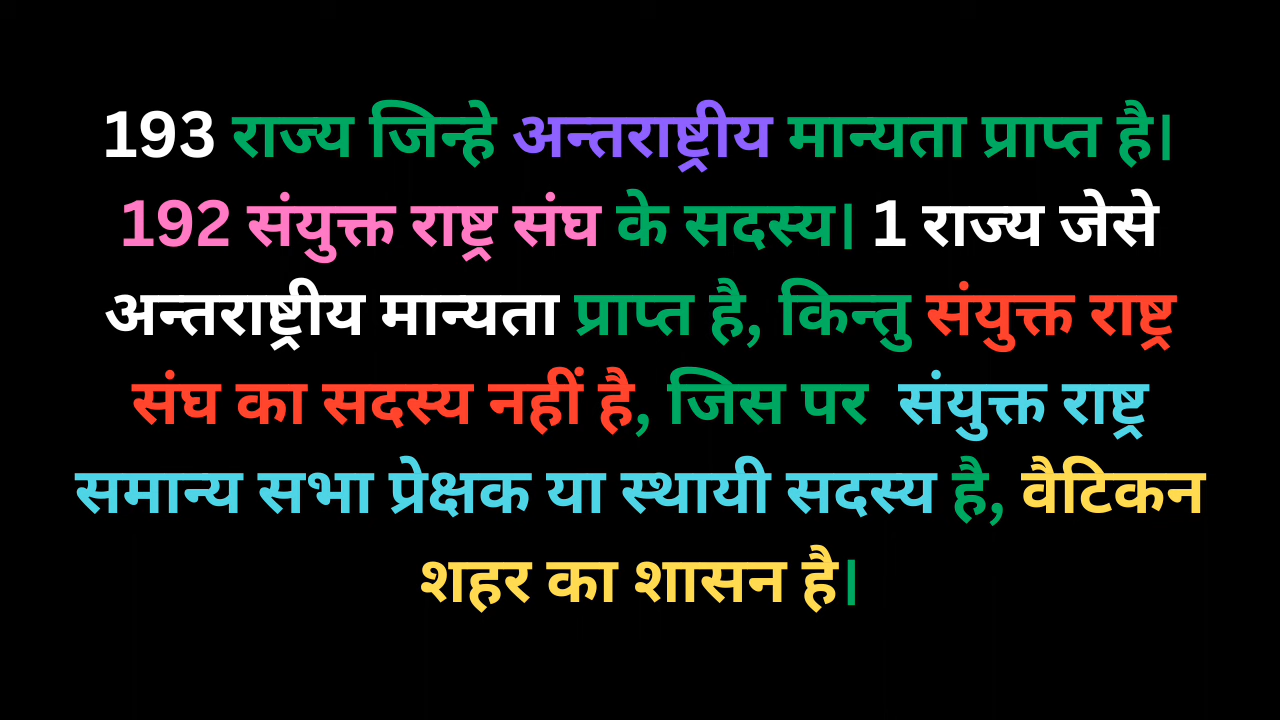 193 राज्य जिन्हे अन्तराष्ट्रीय मान्यता प्राप्त है।
192 संयुक्त राष्ट्र संघ के सदस्य। 1 राज्य जेसे
अन्तराष्ट्रीय मान्यता प्राप्त है, किन्तु संयुक्त राष्ट्र
संघ का सदस्य नहीं है, जिस पर संयुक्त राष्ट्र
समान्य सभा प्रेक्षक या स्थायी सदस्य है, वैटिकन
शहर का शासन है।